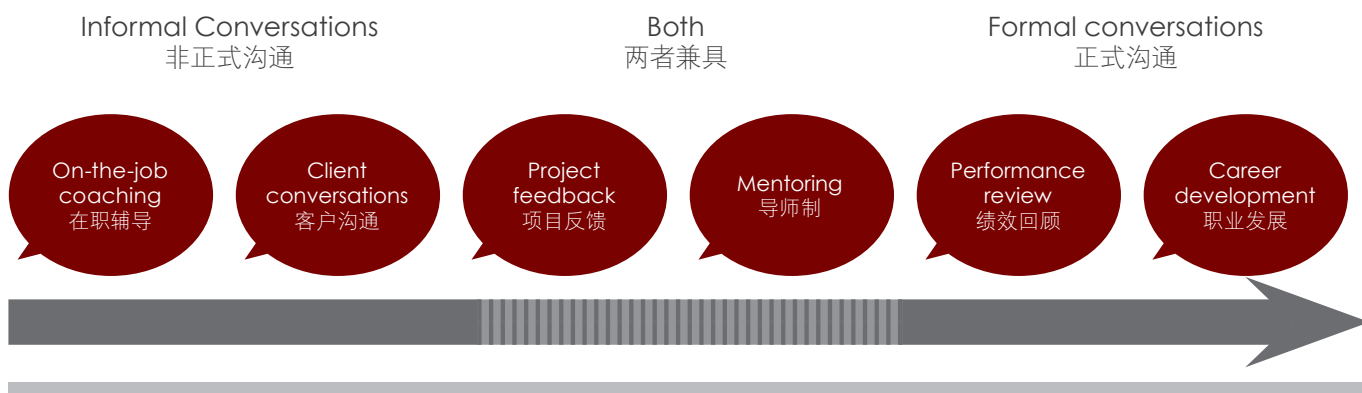 Informal Conversations
非正式沟通
Both
两者兼具
Formal conversations
正式沟通
On-the-job
coaching
在职辅导
Client
conversations
客户沟通
Project
feedback
项目反馈
Mentoring
导师制
Performance
review
绩效回顾
Career
development
职业发展